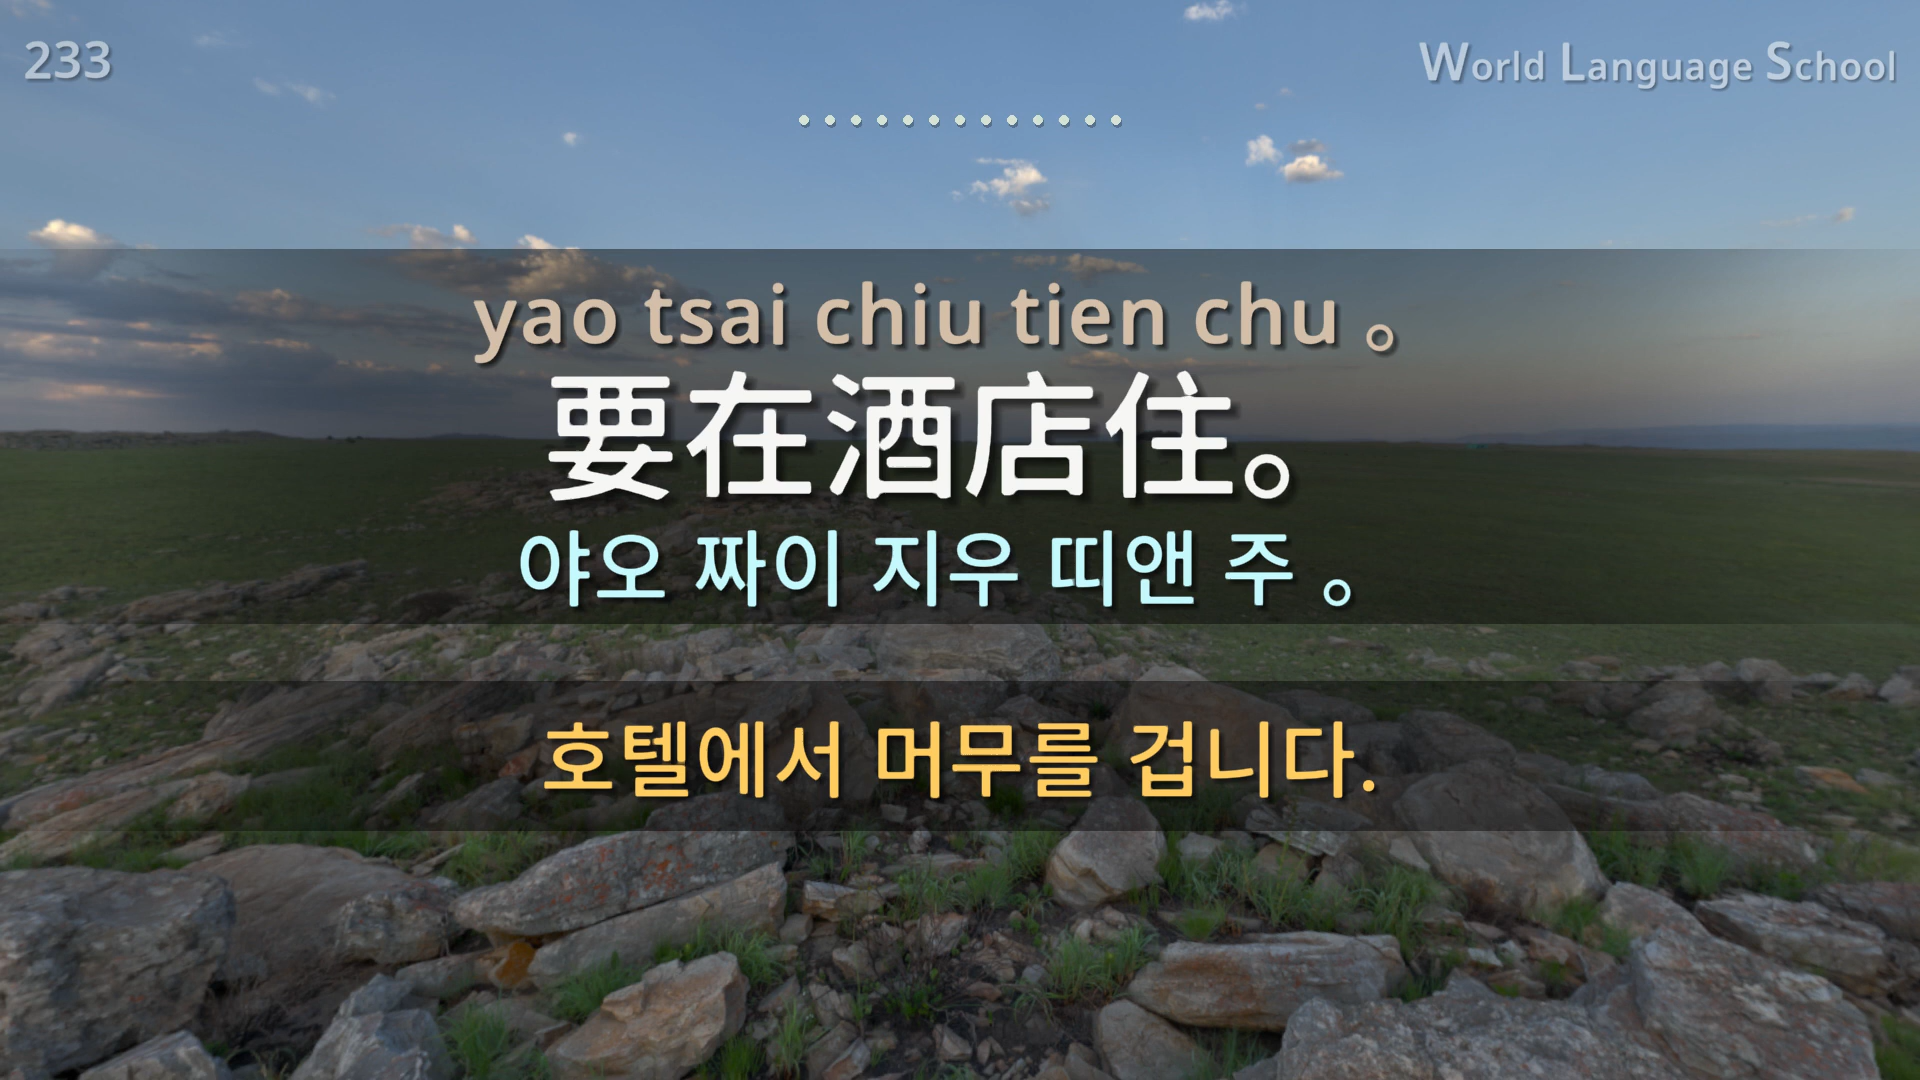 233
World Language School
yao tsai chiu tien chu 。
要在酒店住。
야오 짜이 지우 띠앤 주 。
호텔에서 머무를 겁니다.